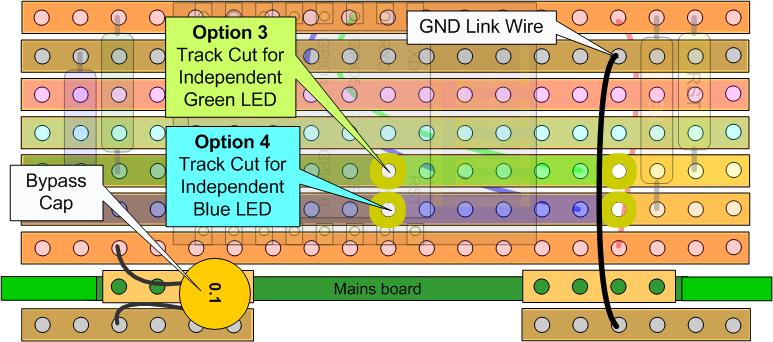 Option 3
Track Cut for
Independent
Green LED
GND Link Wire
Option 4
Track Cut for
Independent
Blue LED
Bypass
Cap
RST
0.1
Mains board